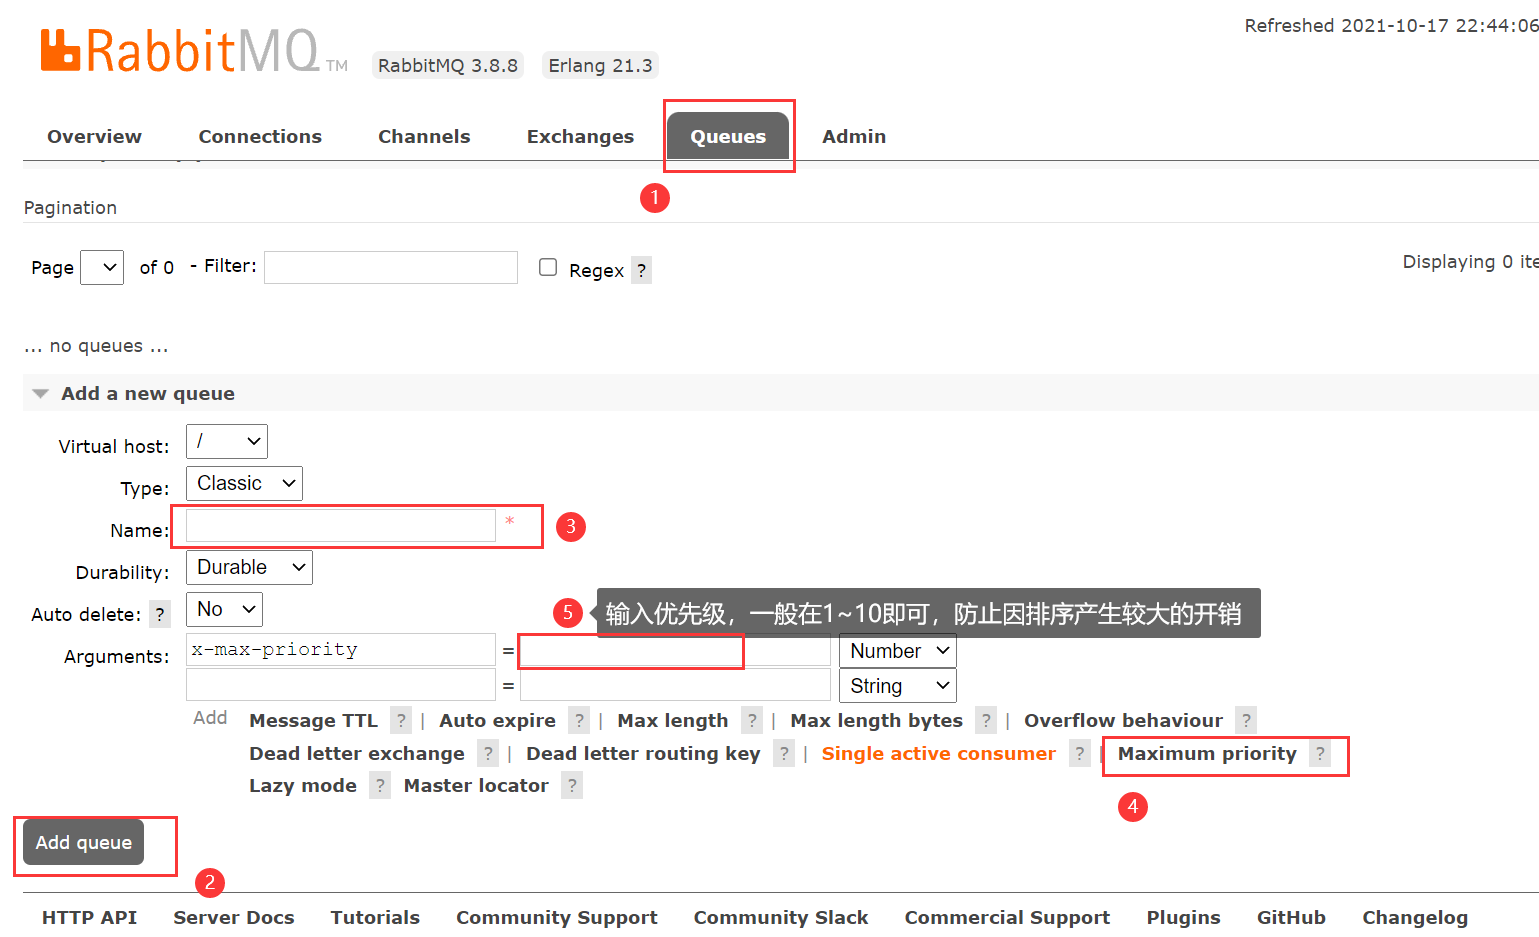 Refreshed 2021-10-17 22:44:06
RabbitMQ TM RabbitMQ 3.8.8 Erlang 21.3
Overview Connections Channels Exchanges Queues Admin
1
Pagination
Page of 0 - Filter: Regex ? Displaying 0 ite
... no queues ...
Add a new queue
Virtual host: /
Type: Classic
Name: * 3
Durability: Durable
Auto delete: ? No
5 输入优先级，一般在1~10即可，防止因排序产生较大的开销
Arguments: x-max-priority = Number
= String
Add Message TTL ? | Auto expire ? | Max length ? | Max length bytes ? | Overflow behaviour ?
Dead letter exchange ? | Dead letter routing key ? | Single active consumer ? | Maximum priority ?
Lazy mode ? Master locator ?
4
Add queue
2
HTTP API Server Docs Tutorials Community Support Community Slack Commercial Support Plugins GitHub Changelog